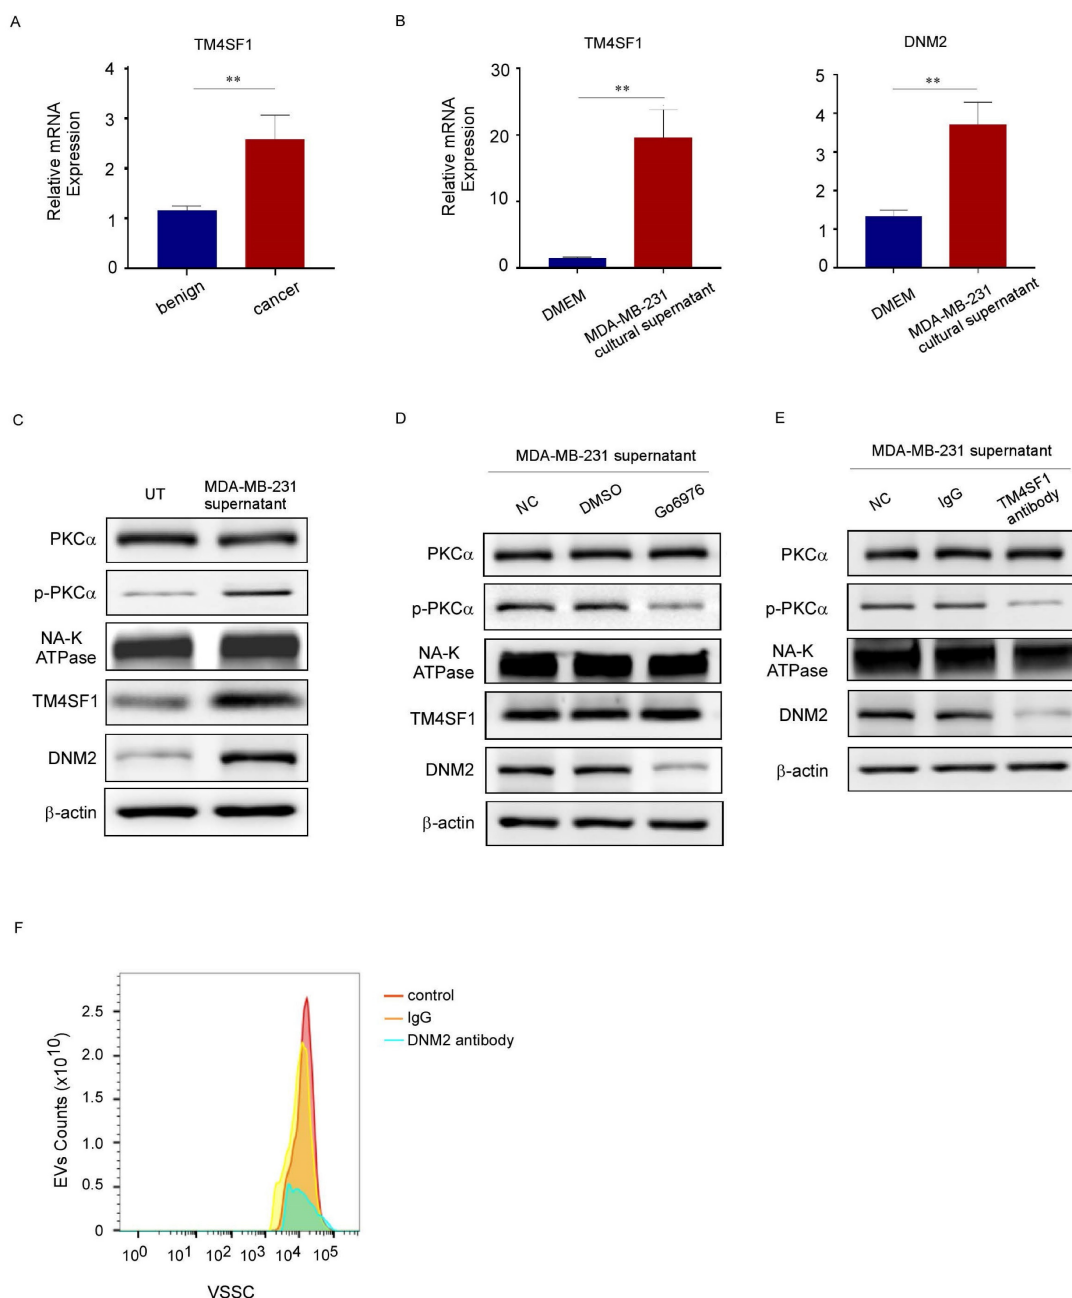 A
TM4SF1
Relative mRNA
Expression
4
3
2
1
0
**
benign
cancer
B
TM4SF1
Relative mRNA
Expression
30
20
10
0
**
DMEM
MDA-MB-231
cultural supernatant
DNM2
5
4
3
2
1
0
**
DMEM
MDA-MB-231
cultural supernatant
C
UT
MDA-MB-231
supernatant
PKCα
p-PKCα
NA-K
ATPase
TM4SF1
DNM2
β-actin
D
MDA-MB-231 supernatant
NC
DMSO
Go6976
PKCα
p-PKCα
NA-K
ATPase
TM4SF1
DNM2
β-actin
E
MDA-MB-231 supernatant
NC
IgG
TM4SF1
antibody
PKCα
p-PKCα
NA-K
ATPase
DNM2
β-actin
F
EVs Counts (x10^10)
2.5
2.0
1.5
1.0
0.5
0
10^0 10^1 10^2 10^3 10^4 10^5
VSSC
control
IgG
DNM2 antibody